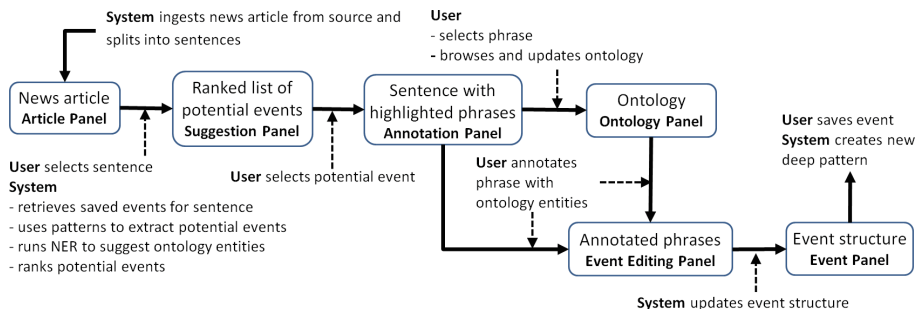 System ingests news article from source and
splits into sentences
User
- selects phrase
- browses and updates ontology
News article
Article Panel
Ranked list of
potential events
Suggestion Panel
Sentence with
highlighted phrases
Annotation Panel
Ontology
Ontology Panel
User saves event
System creates new
deep pattern
User selects sentence
System
- retrieves saved events for sentence
- uses patterns to extract potential events
- runs NER to suggest ontology entities
- ranks potential events
User selects potential event
User annotates
phrase with
ontology entities
Annotated phrases
Event Editing Panel
Event structure
Event Panel
System updates event structure